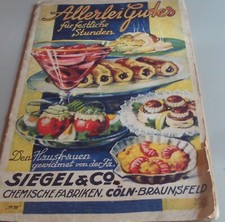 Allerlei Gutes
für festliche
Stunden.
Den Hausfrauen
gewidmet von der Fa.
SIEGEL & CO.
CHEMISCHE FABRIKEN, CÖLN-BRAUNSFELD